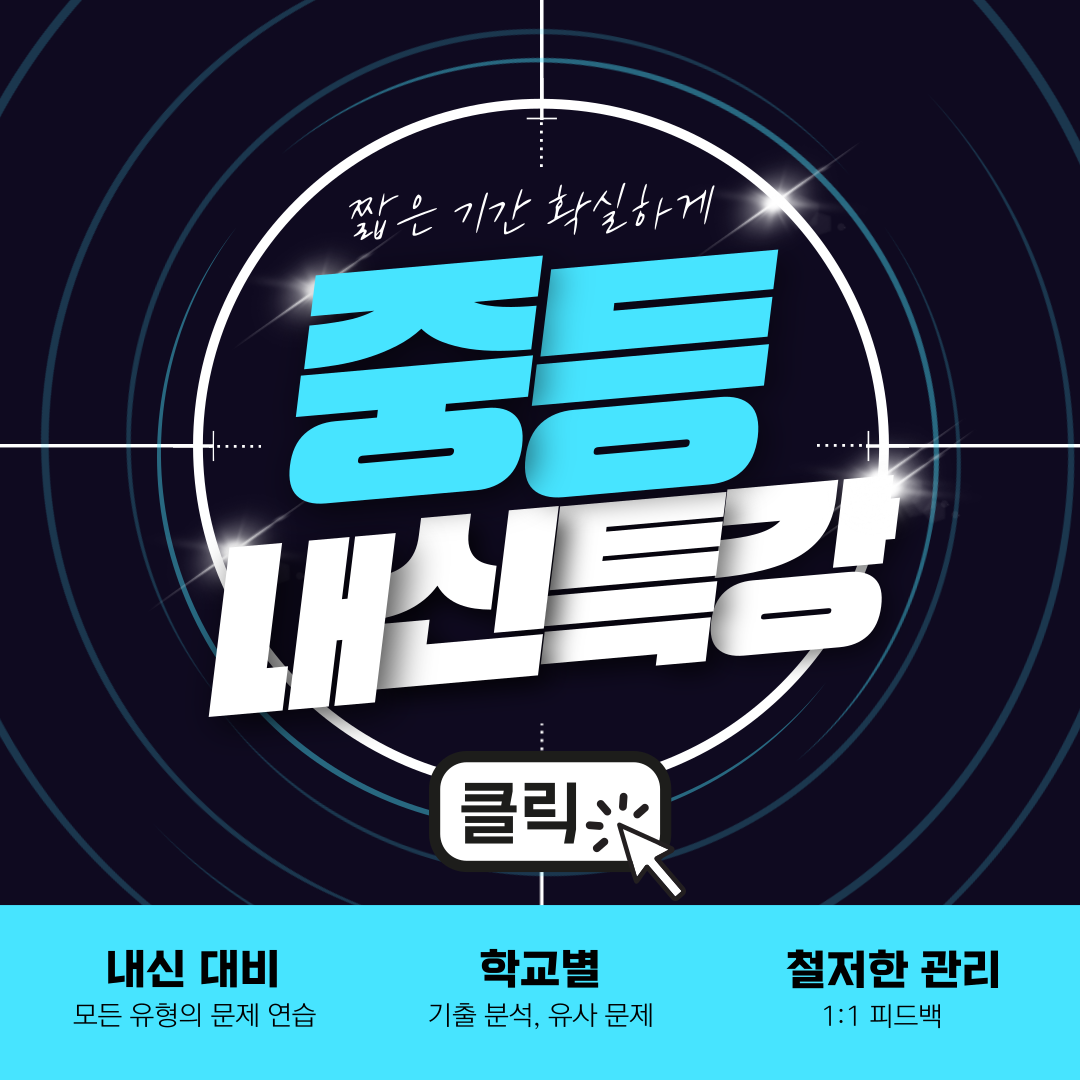 짧은 기간 확실하게
중등
내신특강
클릭
내신 대비
모든 유형의 문제 연습
학교별
기출 분석, 유사 문제
철저한 관리
1:1 피드백